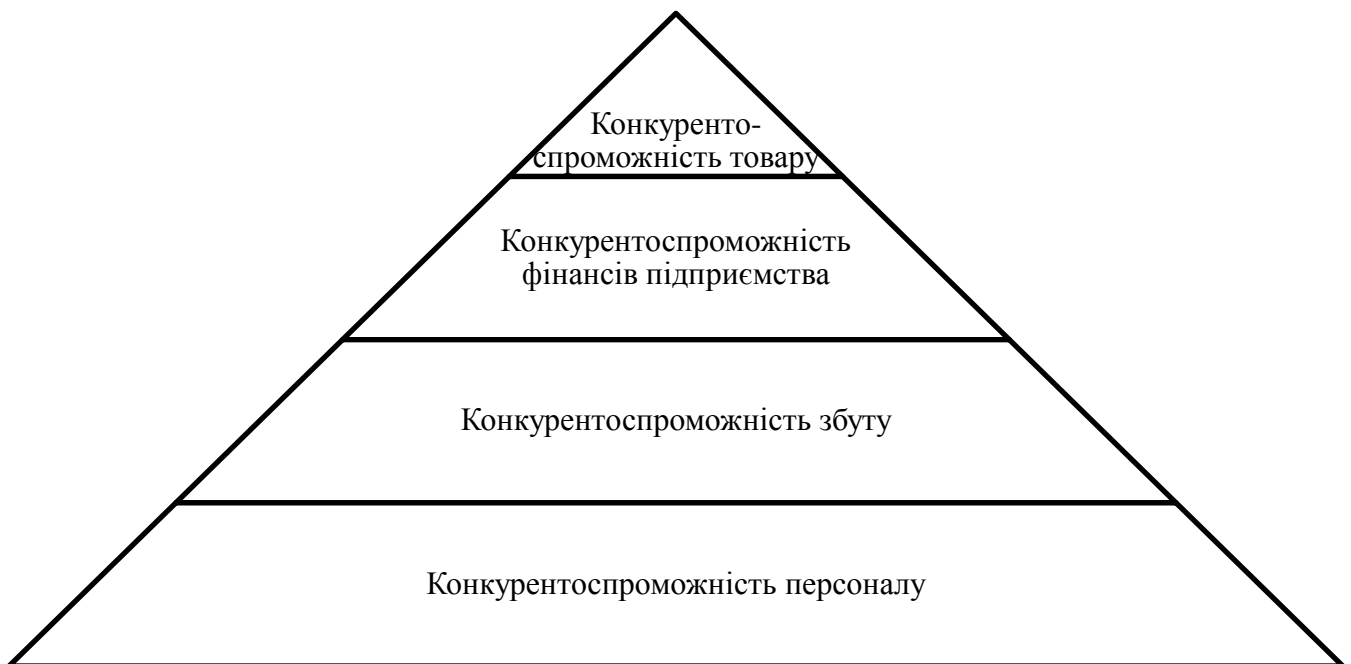 Конкуренто-
спроможність товару
Конкурентоспроможність
фінансів підприємства
Конкурентоспроможність збуту
Конкурентоспроможність персоналу